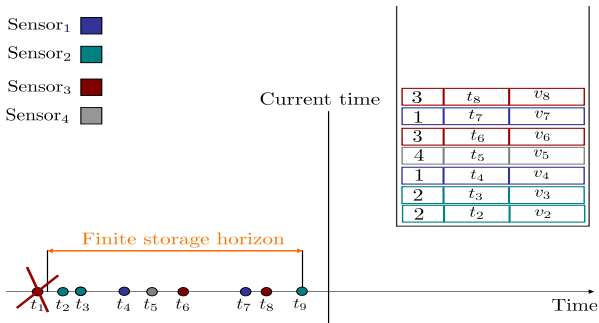 Sensor₁
Sensor₂
Sensor₃
Sensor₄
Current time
3 t₈ v₈
1 t₇ v₇
3 t₆ v₆
4 t₅ v₅
1 t₄ v₄
2 t₃ v₃
2 t₂ v₂
Finite storage horizon
t₁ t₂ t₃ t₄ t₅ t₆ t₇ t₈ t₉ Time